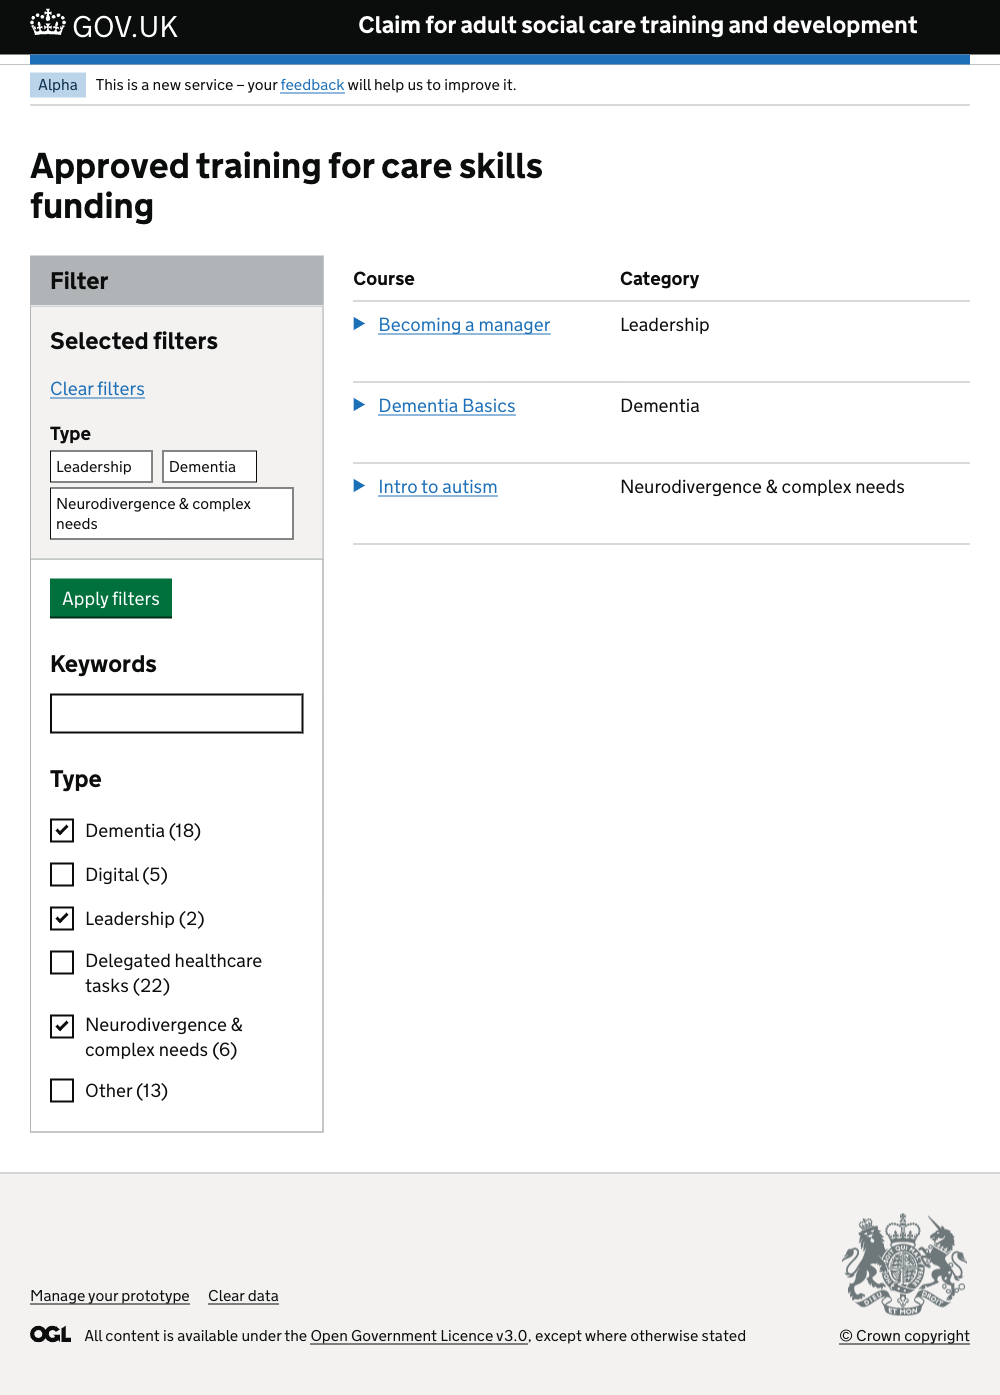 GOV.UK
Claim for adult social care training and development
Alpha
This is a new service – your feedback will help us to improve it.
Approved training for care skills
funding
Filter
Selected filters
Clear filters
Type
Leadership
Dementia
Neurodivergence & complex
needs
Apply filters
Keywords
Type
Dementia (18)
Digital (5)
Leadership (2)
Delegated healthcare
tasks (22)
Neurodivergence &
complex needs (6)
Other (13)
Course Category
Becoming a manager Leadership
Dementia Basics Dementia
Intro to autism Neurodivergence & complex needs
Manage your prototype Clear data
OGL All content is available under the Open Government Licence v3.0, except where otherwise stated
DIEU ET MON DROIT
© Crown copyright